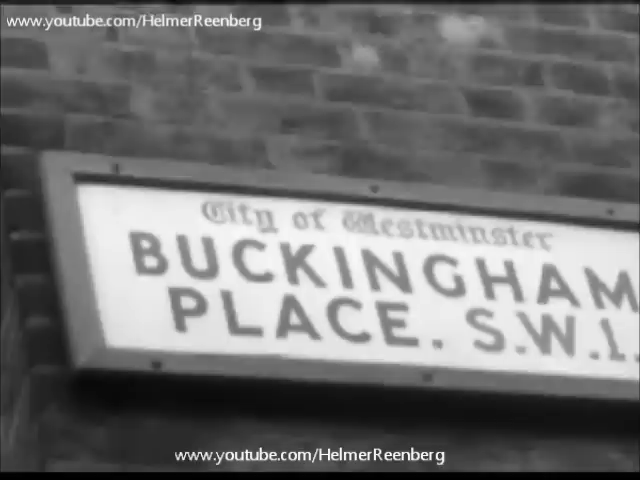 www.youtube.com/HelmerReenberg
City of Westminster
BUCKINGHAM
PLACE. S.W.1.
www.youtube.com/HelmerReenberg